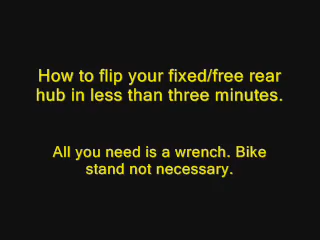 How to flip your fixed/free rear
hub in less than three minutes.
All you need is a wrench. Bike
stand not necessary.